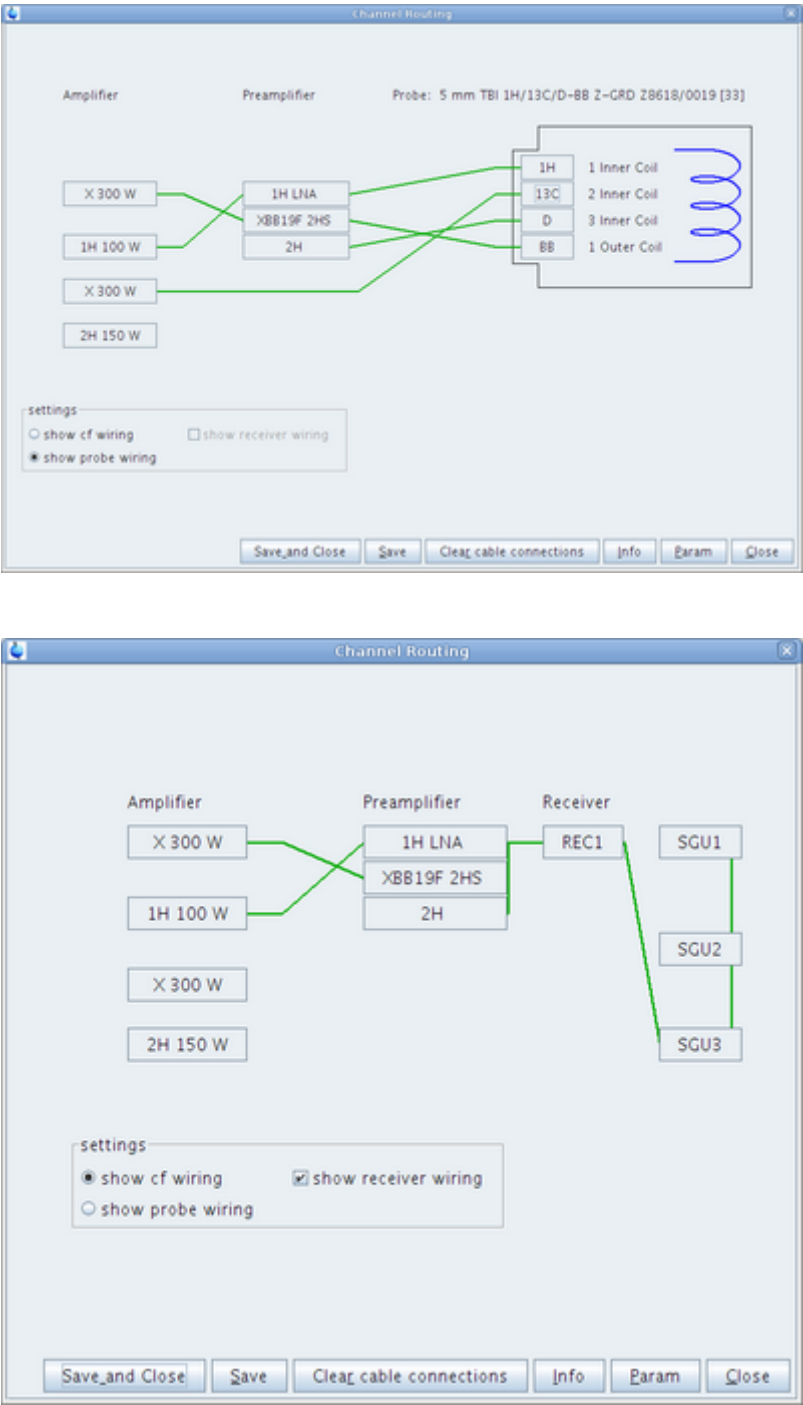 Channel Routing
Amplifier Preamplifier Probe: 5 mm TBI 1H/13C/D-BB Z-GRD Z8618/0019 [33]
1H 1 Inner Coil
X 300 W 1H LNA 13C 2 Inner Coil
XBB19F 2HS D 3 Inner Coil
1H 100 W 2H BB 1 Outer Coil
X 300 W
2H 150 W
settings
show cf wiring show receiver wiring
show probe wiring
Save_and Close Save Clear cable connections Info Param Close
Channel Routing
Amplifier Preamplifier Receiver
X 300 W 1H LNA REC1 SGU1
XBB19F 2HS
1H 100 W 2H
SGU2
X 300 W
2H 150 W SGU3
settings
show cf wiring show receiver wiring
show probe wiring
Save_and Close Save Clear cable connections Info Param Close